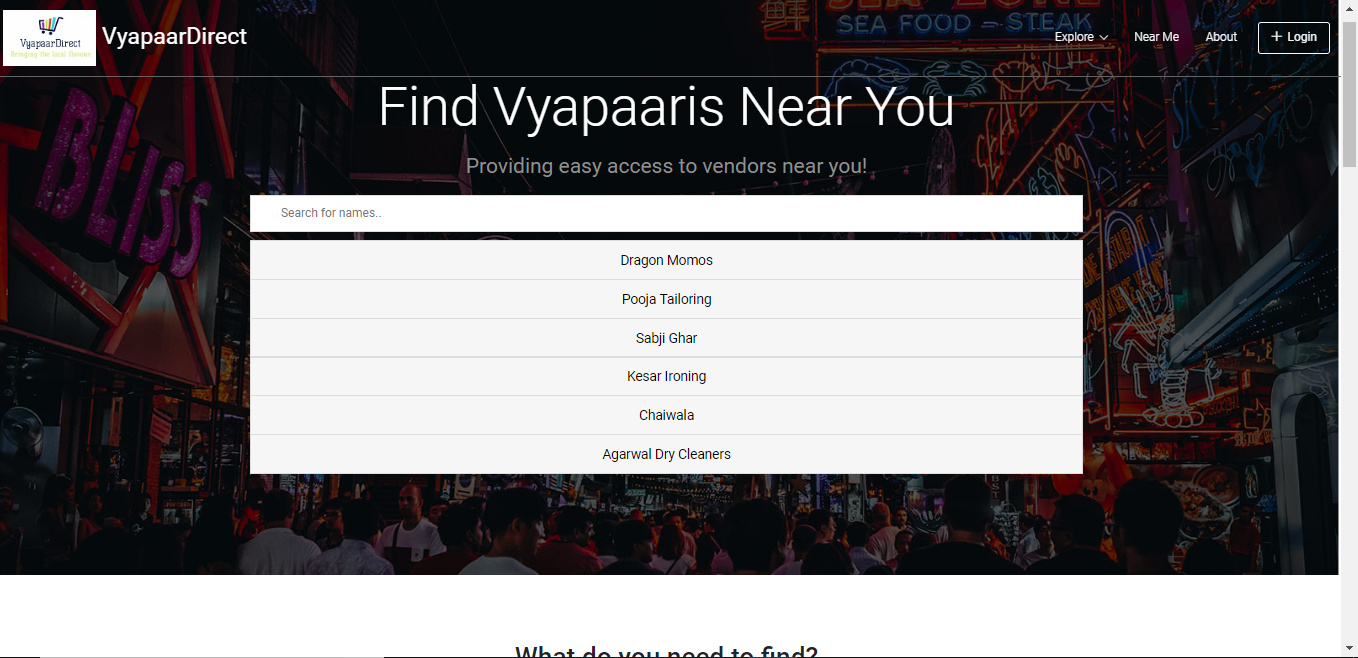 VyapaarDirect
Bringing the local Closer
VyapaarDirect
Explore
Near Me
About
+ Login
SEA FOOD – STEAK
BLISS
Find Vyapaaris Near You
Providing easy access to vendors near you!
Search for names..
Dragon Momos
Pooja Tailoring
Sabji Ghar
Kesar Ironing
Chaiwala
Agarwal Dry Cleaners
What do you need to find?